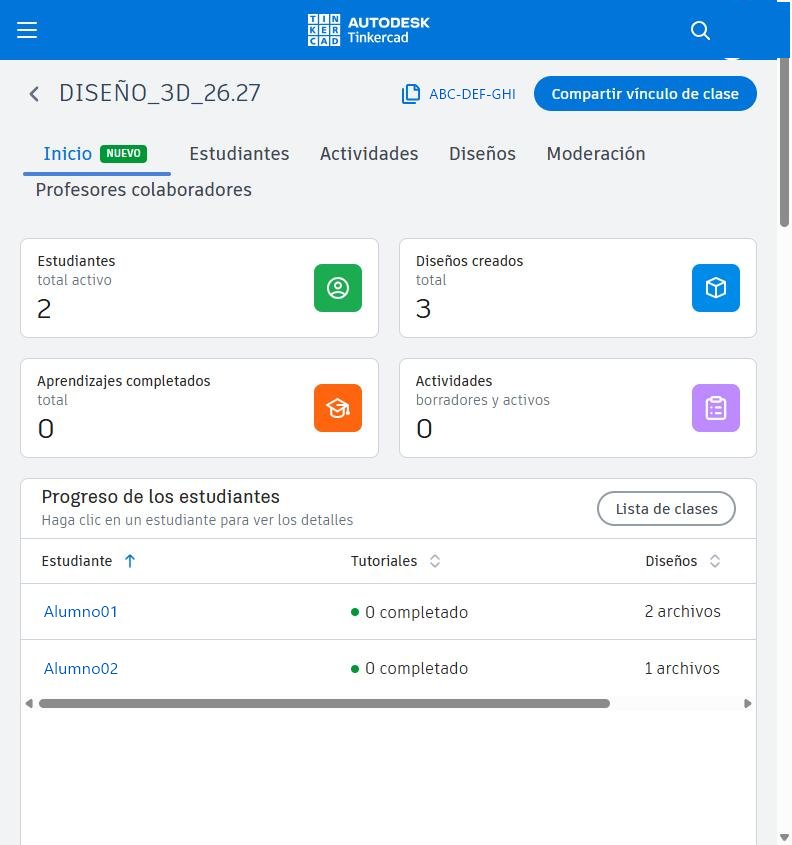 TIN
KER
CAD
AUTODESK
Tinkercad
DISEÑO_3D_26.27
ABC-DEF-GHI
Compartir vínculo de clase
Inicio NUEVO
Estudiantes
Actividades
Diseños
Moderación
Profesores colaboradores
Estudiantes
total activo
2
Diseños creados
total
3
Aprendizajes completados
total
0
Actividades
borradores y activos
0
Progreso de los estudiantes
Haga clic en un estudiante para ver los detalles
Lista de clases
Estudiante Tutoriales Diseños
Alumno01 0 completado 2 archivos
Alumno02 0 completado 1 archivos